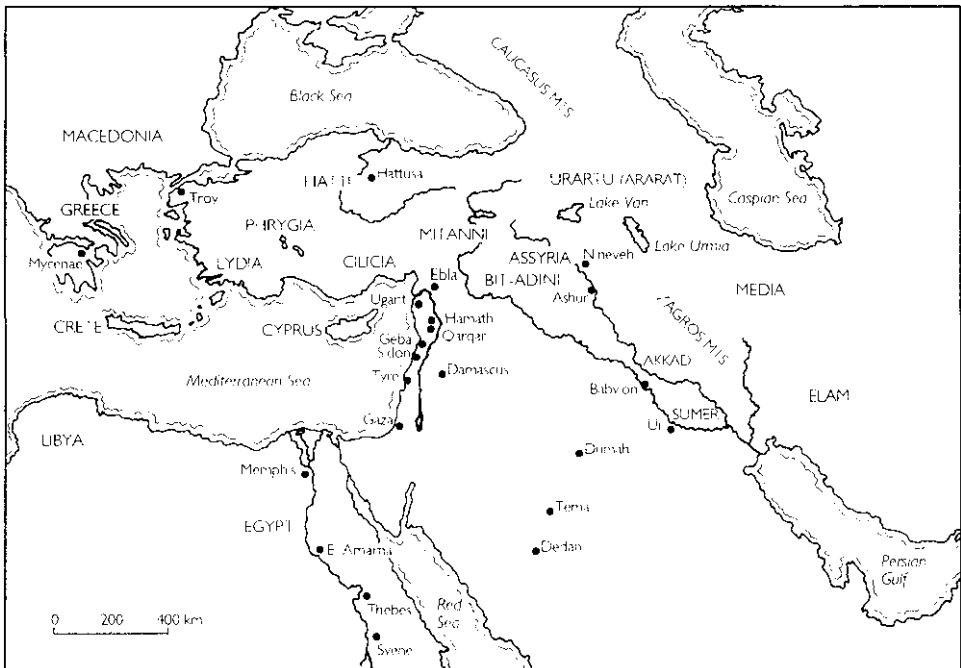 CAUCASUS MTS
Black Sea
MACEDONIA
HATTI
Hattusa
Troy
URARTU (ARARAT)
Lake Van
Caspian Sea
GREECE
PHRYGIA
MITANNI
Lake Urmia
Mycenae
LYDIA
CILICIA
ASSYRIA
Nineveh
BIT-ADINI
Ebla
MEDIA
Ashur
Ugarit
ZAGROS MTS
CRETE
CYPRUS
Hamath
Qarqar
Geba
Sidon
AKKAD
Mediterranean Sea
Tyre
Damascus
Babylon
ELAM
SUMER
Gaza
Ur
LIBYA
Dumah
Memphis
Tema
EGYPT
El Amarna
Dedan
Persian
Gulf
Thebes
Red
Sea
0 200 400 km
Syene